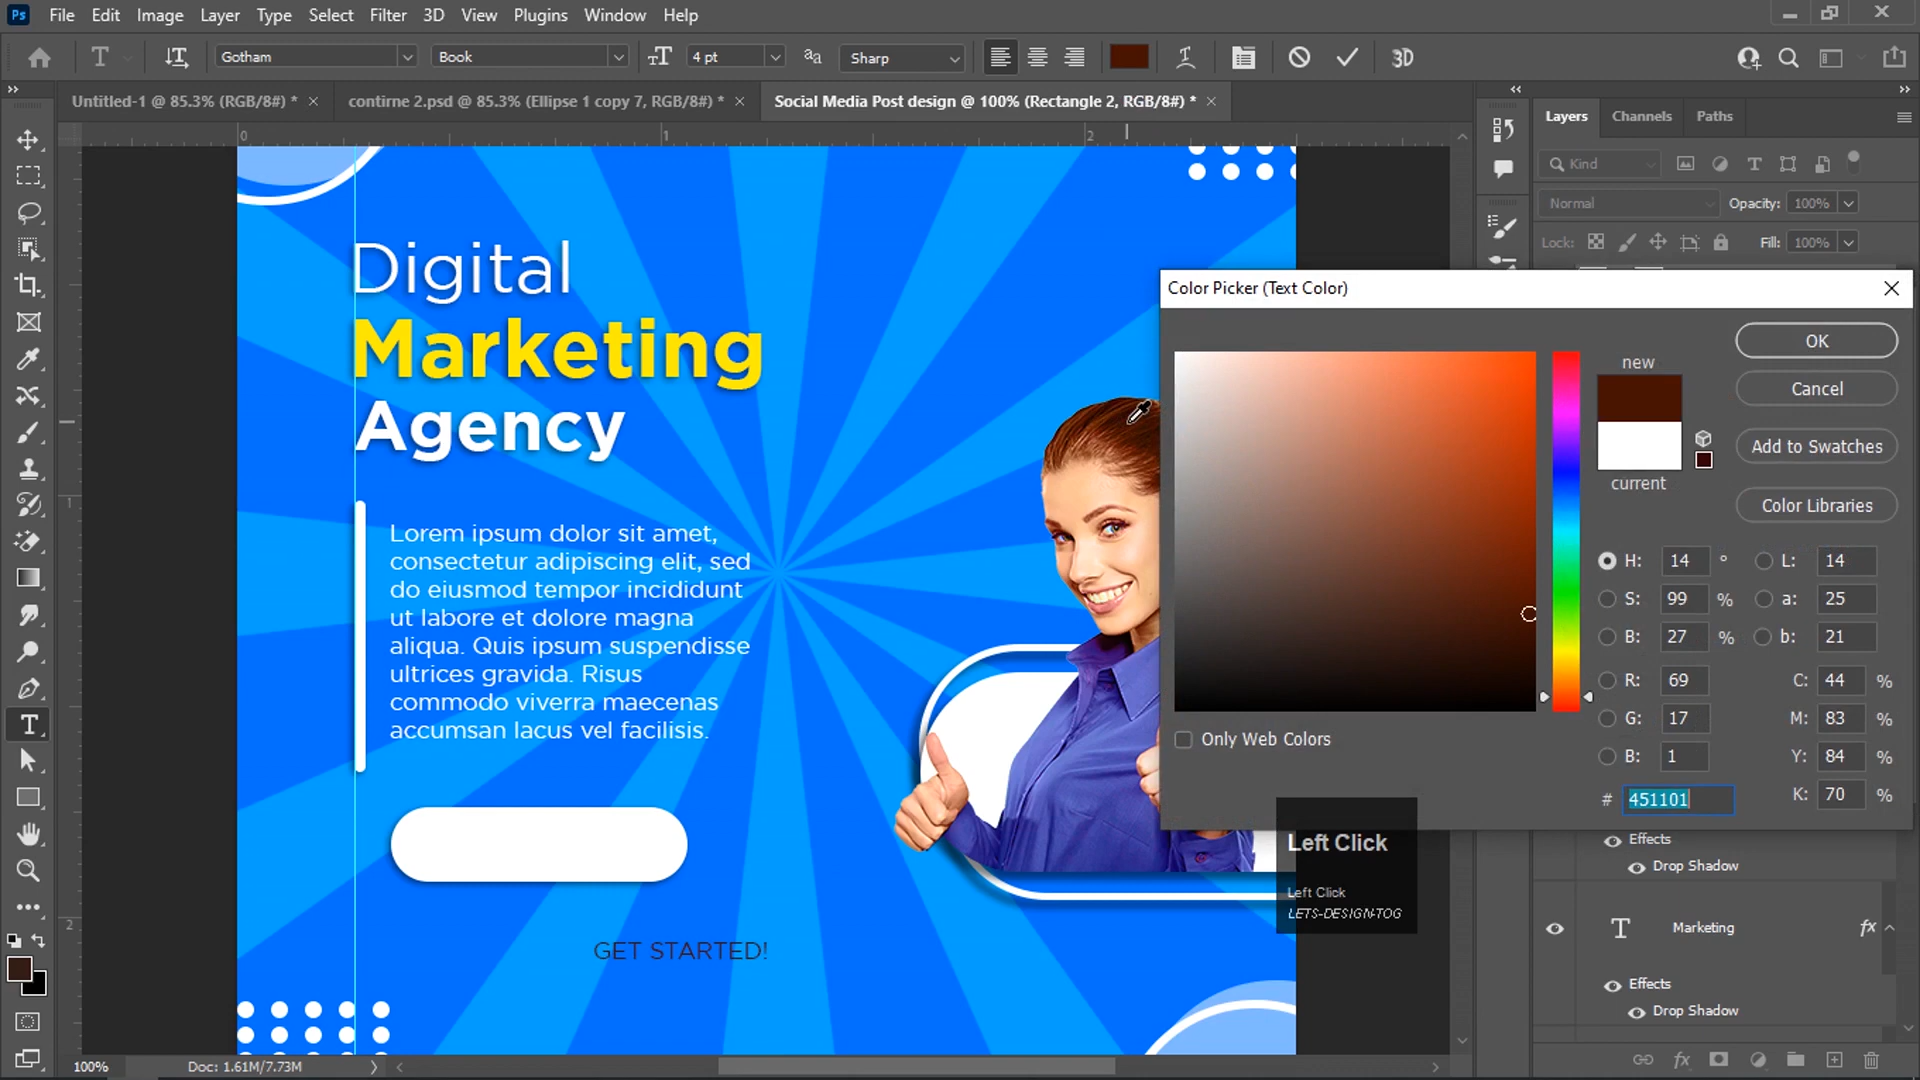 Ps File Edit Image Layer Type Select Filter 3D View Plugins Window Help
T Gotham Book 4 pt Sharp 3D
Untitled-1 @ 85.3% (RGB/8#) *
contirne 2.psd @ 85.3% (Ellipse 1 copy 7, RGB/8#) *
Social Media Post design @ 100% (Rectangle 2, RGB/8#) *
Layers Channels Paths
0 1 2
Kind
Normal Opacity: 100%
Lock: Fill: 100%
Digital
Marketing
Agency
Lorem ipsum dolor sit amet,
consectetur adipiscing elit, sed
do eiusmod tempor incididunt
ut labore et dolore magna
aliqua. Quis ipsum suspendisse
ultrices gravida. Risus
commodo viverra maecenas
accumsan lacus vel facilisis.
GET STARTED!
1
2
Color Picker (Text Color)
new
current
OK
Cancel
Add to Swatches
Color Libraries
H: 14 ° L: 14
S: 99 % a: 25
B: 27 % b: 21
R: 69 C: 44 %
G: 17 M: 83 %
B: 1 Y: 84 %
# 451101 K: 70 %
Only Web Colors
Left Click
Left Click
LETS-DESIGN-TOG
Effects
Drop Shadow
T Marketing fx
Effects
Drop Shadow
fx
100% Doc: 1.61M/7.73M